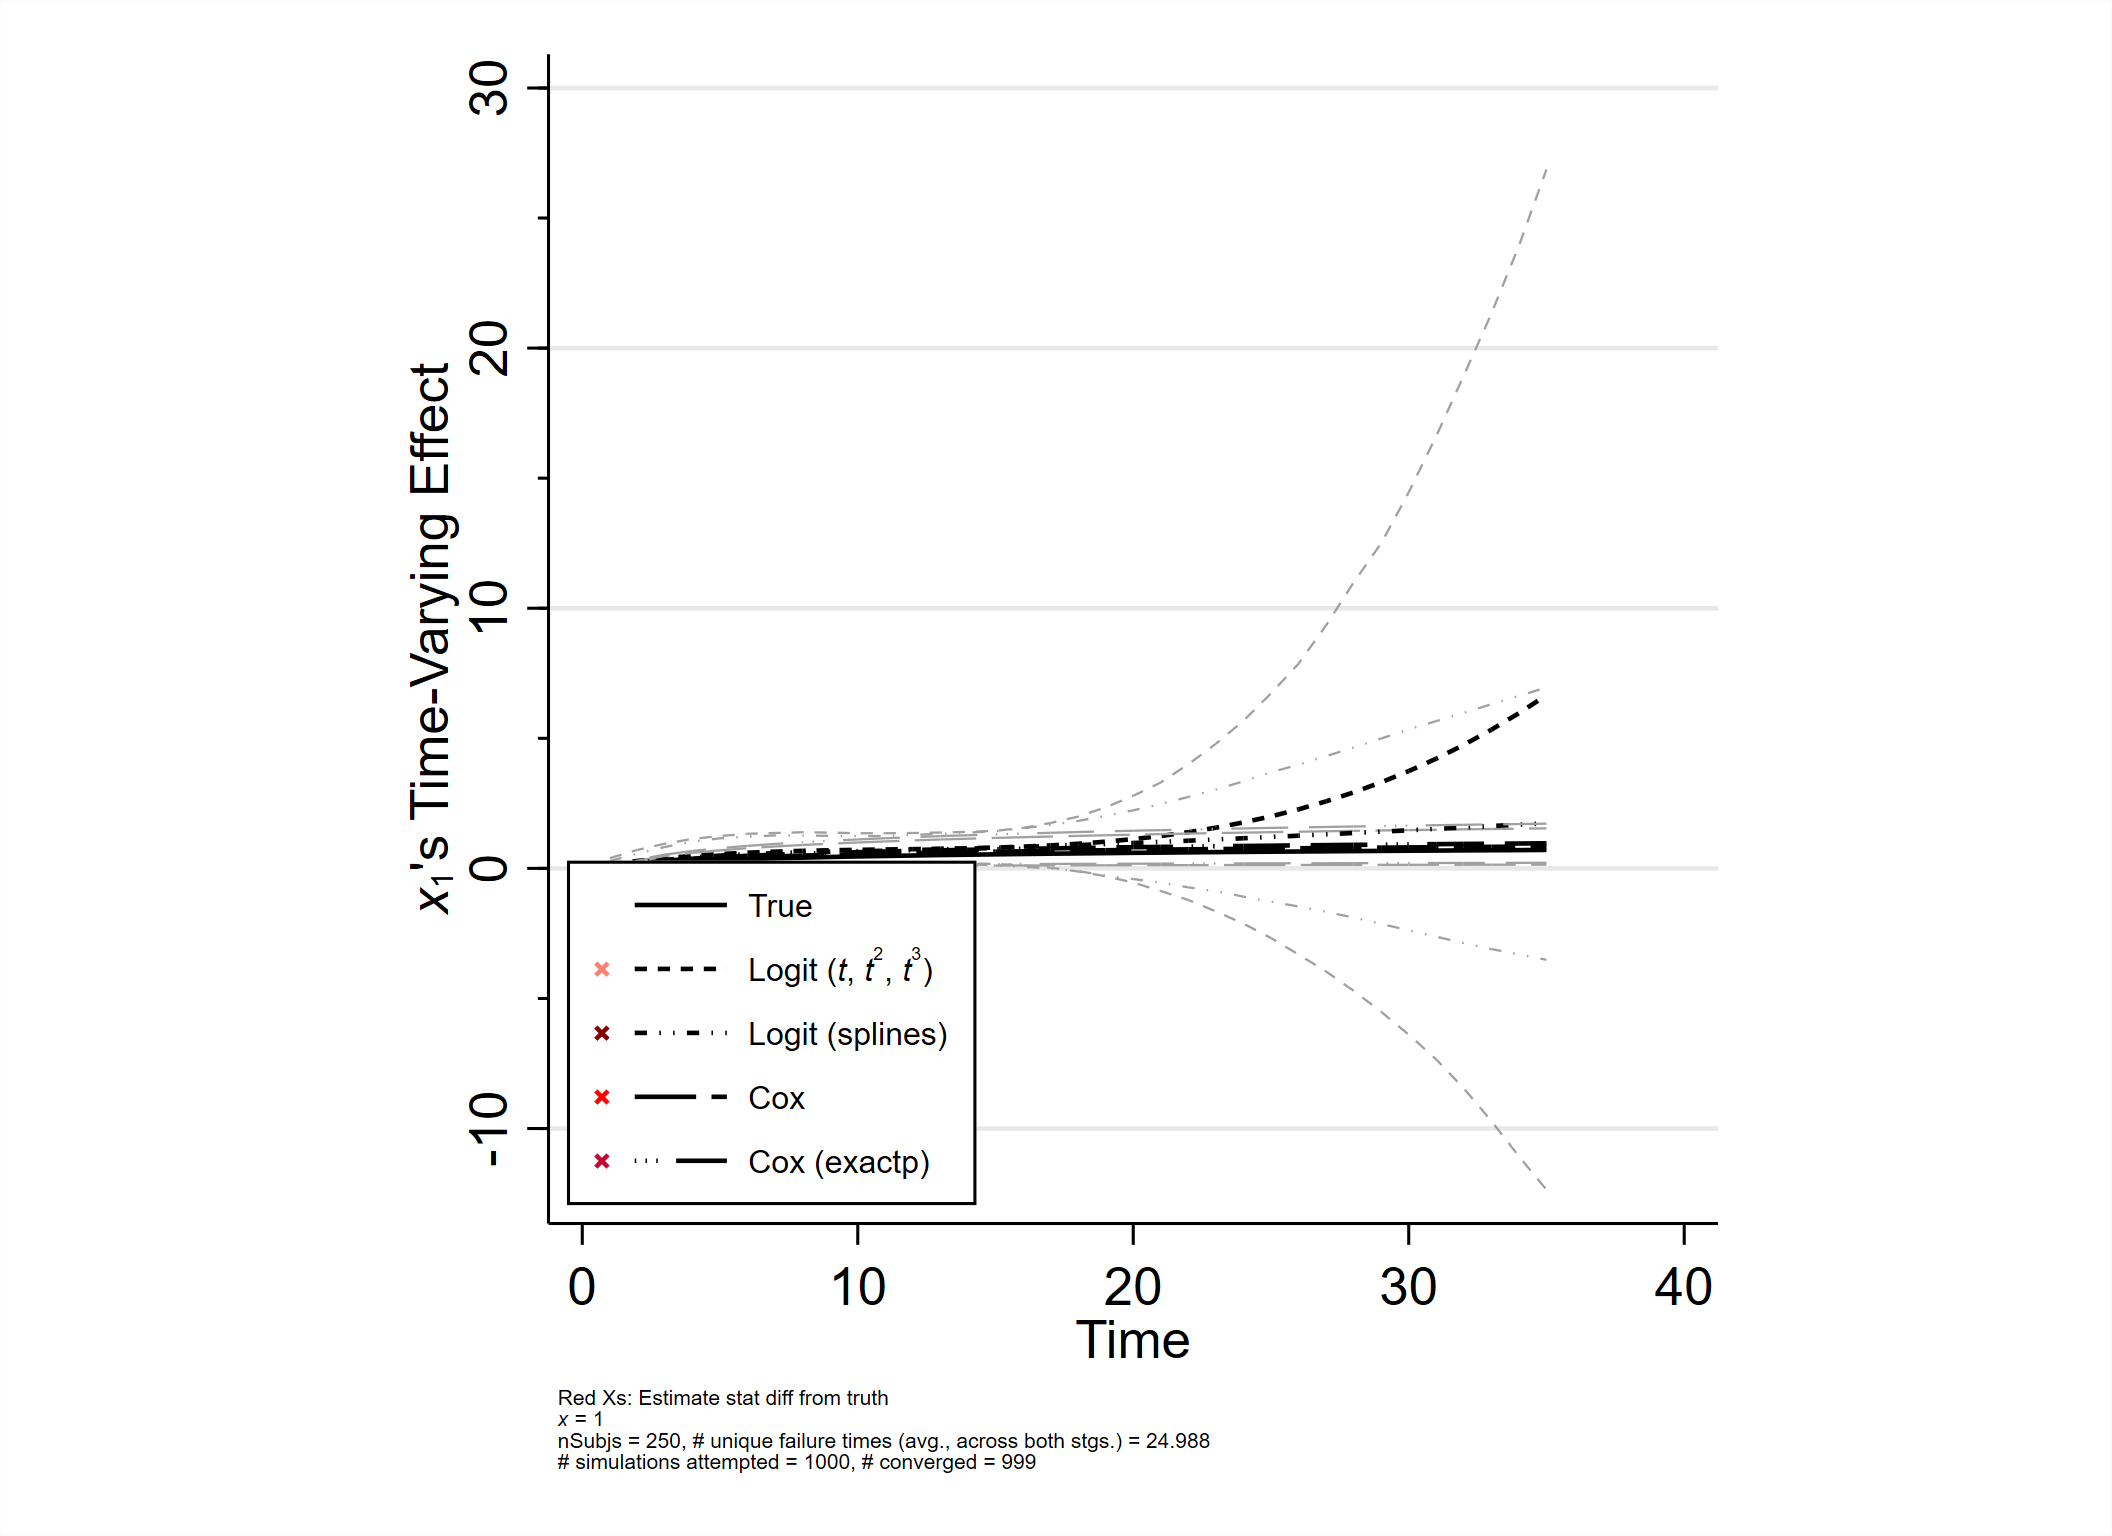 30
20
10
0
-10
x₁'s Time-Varying Effect
True
Logit (t, t², t³)
Logit (splines)
Cox
Cox (exactp)
0 10 20 30 40
Time
Red Xs: Estimate stat diff from truth
x = 1
nSubjs = 250, # unique failure times (avg., across both stgs.) = 24.988
# simulations attempted = 1000, # converged = 999